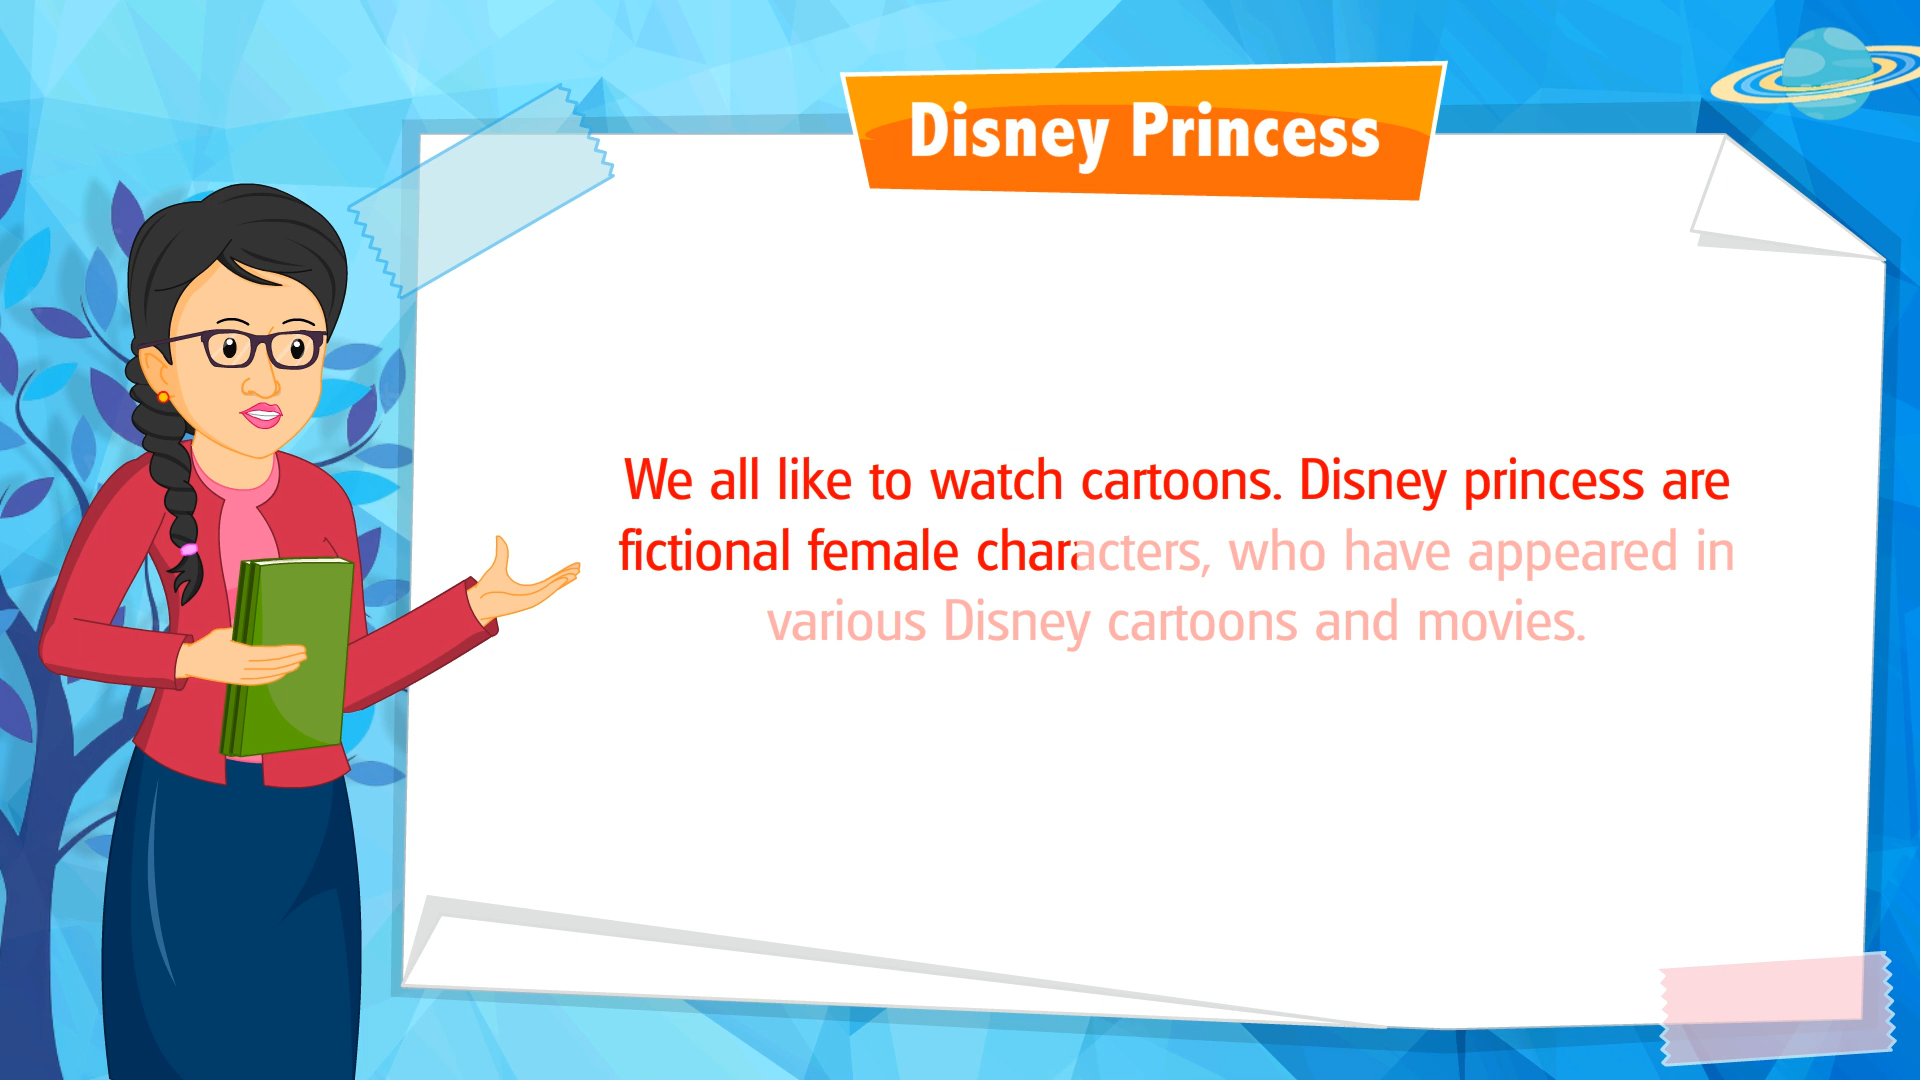 Disney Princess
We all like to watch cartoons. Disney princess are
fictional female characters, who have appeared in
various Disney cartoons and movies.